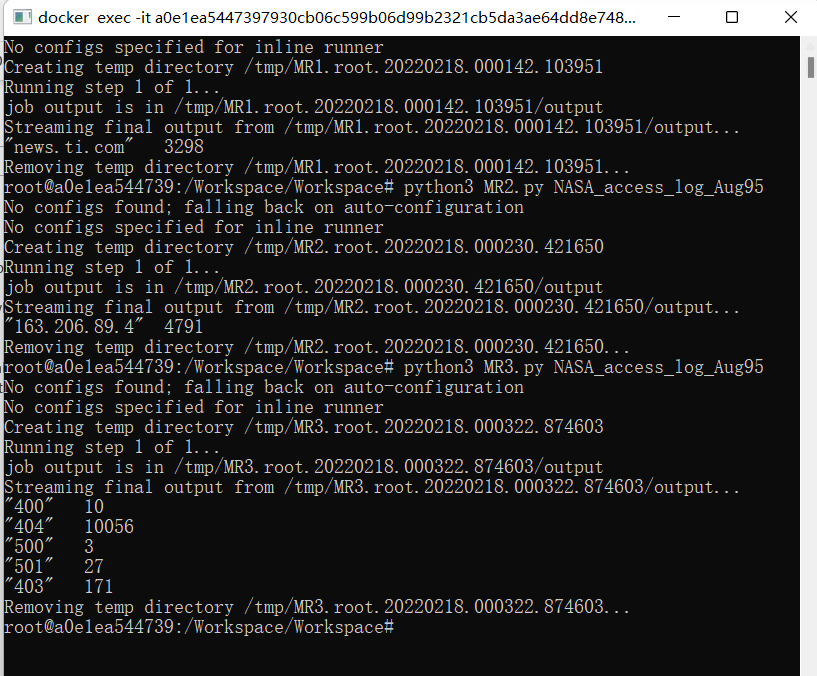 docker exec -it a0e1ea5447397930cb06c599b06d99b2321cb5da3ae64dd8e748...
No configs specified for inline runner
Creating temp directory /tmp/MR1.root.20220218.000142.103951
Running step 1 of 1...
job output is in /tmp/MR1.root.20220218.000142.103951/output
Streaming final output from /tmp/MR1.root.20220218.000142.103951/output...
"news.ti.com"   3298
Removing temp directory /tmp/MR1.root.20220218.000142.103951...
root@a0e1ea544739:/Workspace/Workspace# python3 MR2.py NASA_access_log_Aug95
No configs found; falling back on auto-configuration
No configs specified for inline runner
Creating temp directory /tmp/MR2.root.20220218.000230.421650
Running step 1 of 1...
job output is in /tmp/MR2.root.20220218.000230.421650/output
Streaming final output from /tmp/MR2.root.20220218.000230.421650/output...
"163.206.89.4"  4791
Removing temp directory /tmp/MR2.root.20220218.000230.421650...
root@a0e1ea544739:/Workspace/Workspace# python3 MR3.py NASA_access_log_Aug95
No configs found; falling back on auto-configuration
No configs specified for inline runner
Creating temp directory /tmp/MR3.root.20220218.000322.874603
Running step 1 of 1...
job output is in /tmp/MR3.root.20220218.000322.874603/output
Streaming final output from /tmp/MR3.root.20220218.000322.874603/output...
"400"   10
"404"   10056
"500"   3
"501"   27
"403"   171
Removing temp directory /tmp/MR3.root.20220218.000322.874603...
root@a0e1ea544739:/Workspace/Workspace#